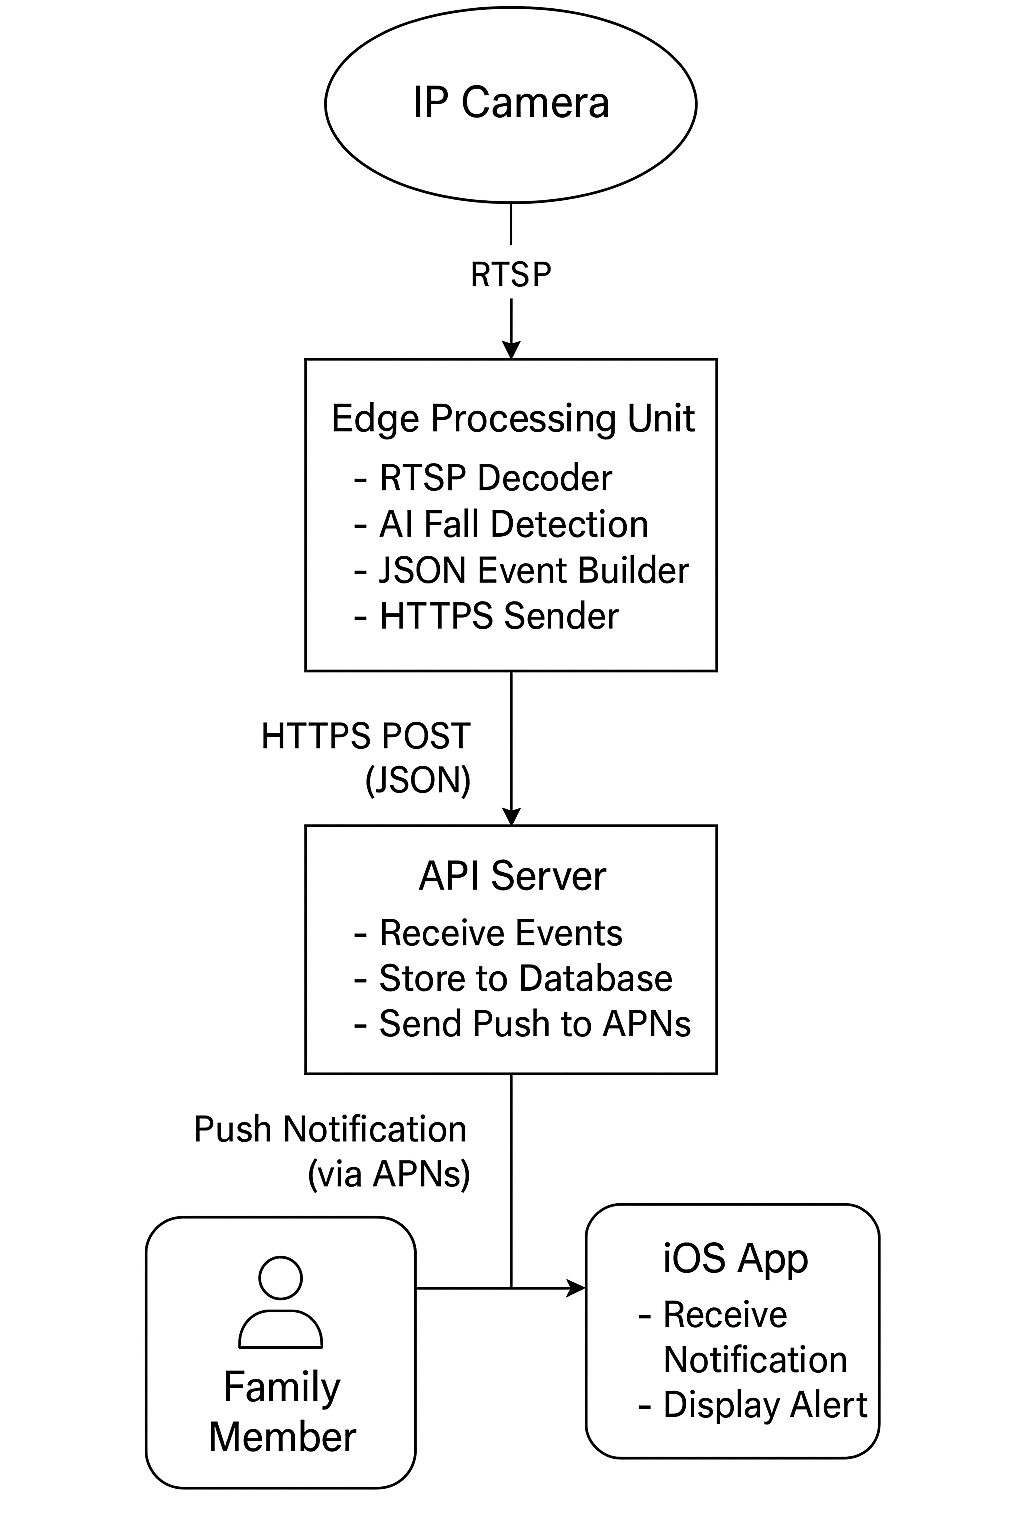 IP Camera
RTSP
Edge Processing Unit
- RTSP Decoder
- AI Fall Detection
- JSON Event Builder
- HTTPS Sender
HTTPS POST
(JSON)
API Server
- Receive Events
- Store to Database
- Send Push to APNs
Push Notification
(via APNs)
Family
Member
iOS App
- Receive
Notification
- Display Alert